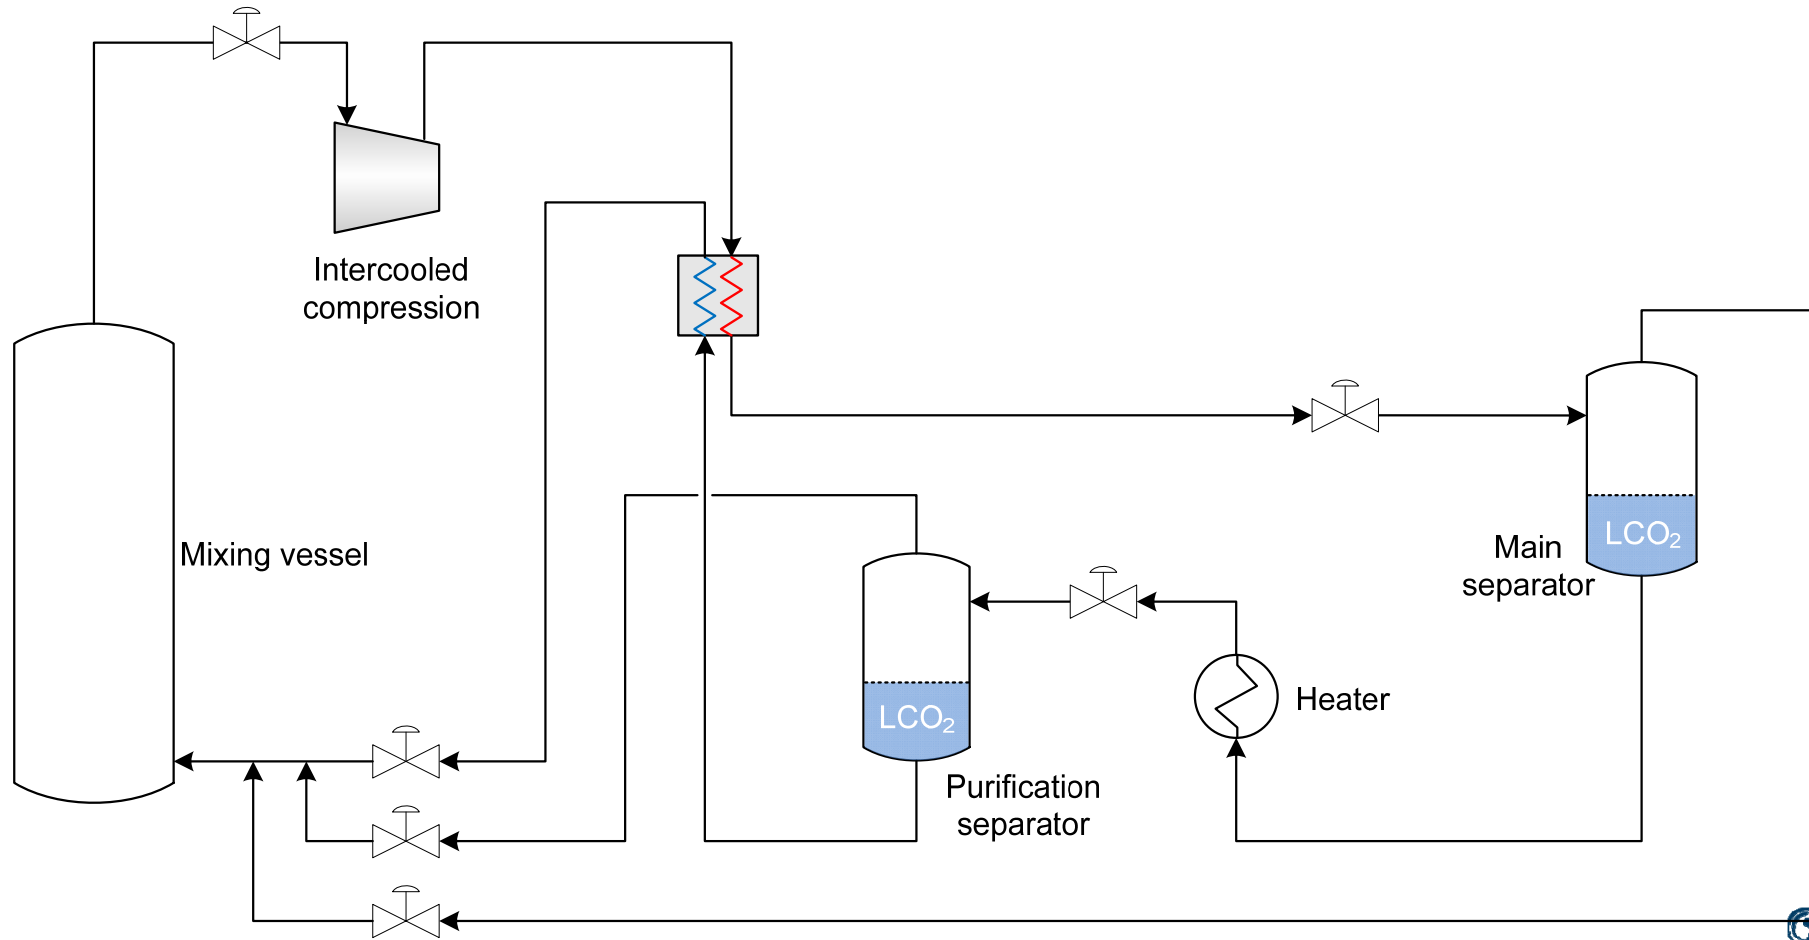 Intercooled
compression
Mixing vessel
LCO₂
Main
separator
Heater
LCO₂
Purification
separator